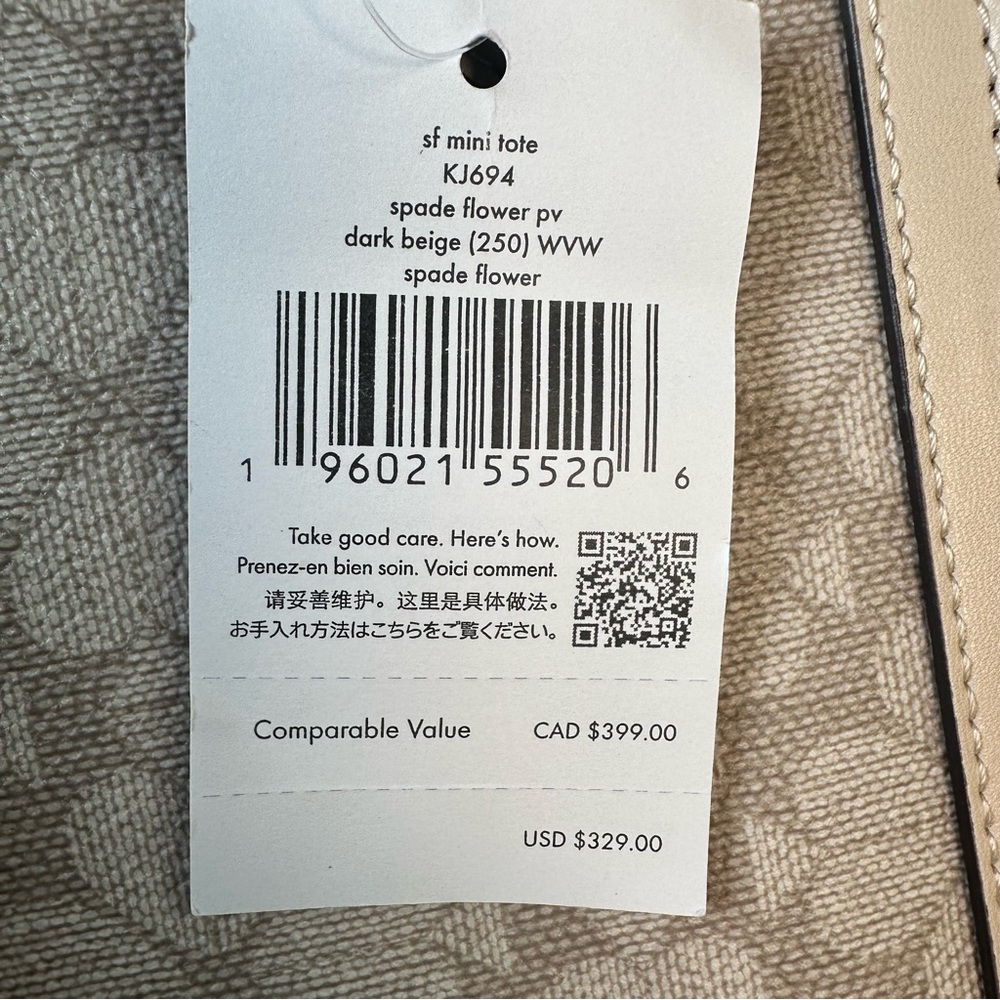 sf mini tote
KJ694
spade flower pv
dark beige (250) WVW
spade flower
1 96021 55520 6
Take good care. Here's how.
Prenez-en bien soin. Voici comment.
请妥善维护。这里是具体做法。
お手入れ方法はこちらをご覧ください。
Comparable Value CAD $399.00
USD $329.00